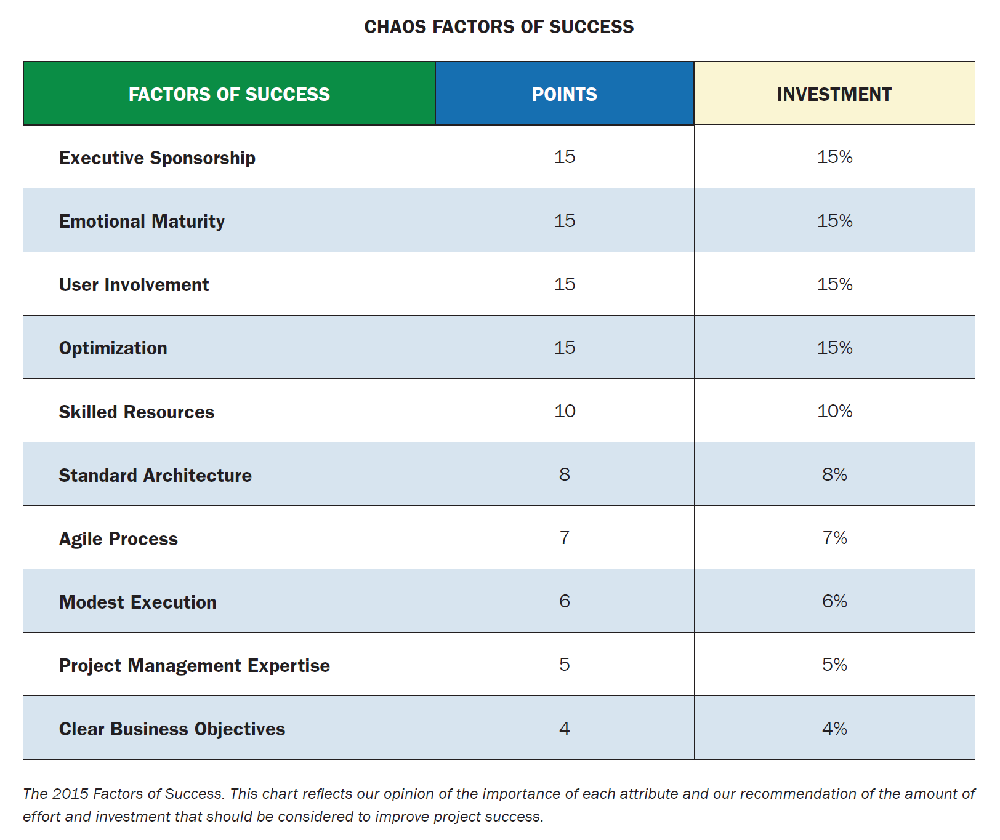 CHAOS FACTORS OF SUCCESS
FACTORS OF SUCCESS POINTS INVESTMENT
Executive Sponsorship 15 15%
Emotional Maturity 15 15%
User Involvement 15 15%
Optimization 15 15%
Skilled Resources 10 10%
Standard Architecture 8 8%
Agile Process 7 7%
Modest Execution 6 6%
Project Management Expertise 5 5%
Clear Business Objectives 4 4%
The 2015 Factors of Success. This chart reflects our opinion of the importance of each attribute and our recommendation of the amount of
effort and investment that should be considered to improve project success.